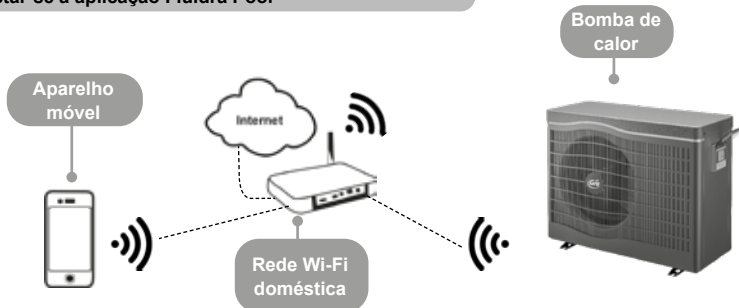 Bomba de
calor
Aparelho
móvel
Internet
Rede Wi-Fi
doméstica